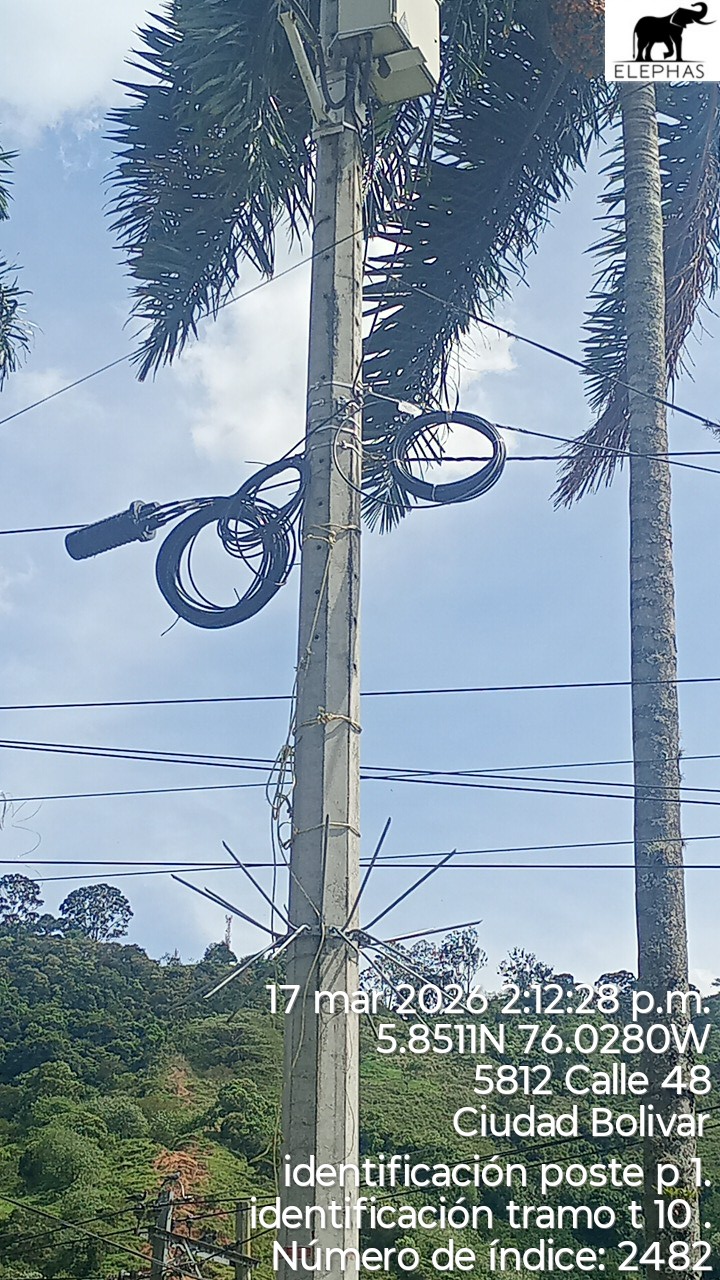 ELEPHAS
17 mar 2026 2:12:28 p.m.
5.8511N 76.0280W
5812 Calle 48
Ciudad Bolivar
identificación poste p 1.
identificación tramo t 10 .
Número de índice: 2482